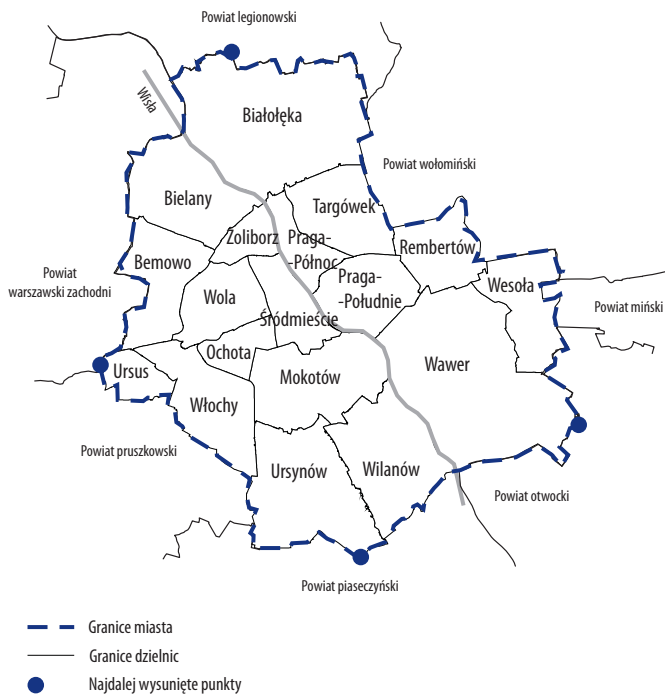 Powiat legionowski
Wisła
Białołęka
Powiat wołomiński
Bielany
Targówek
Żoliborz
Praga-
-Północ
Rembertów
Bemowo
Powiat
warszawski zachodni
Wola
Praga-
-Południe
Wesoła
Powiat miński
Śródmieście
Ochota
Ursus
Mokotów
Wawer
Włochy
Powiat pruszkowski
Ursynów
Wilanów
Powiat otwocki
Powiat piaseczyński
Granice miasta
Granice dzielnic
Najdalej wysunięte punkty